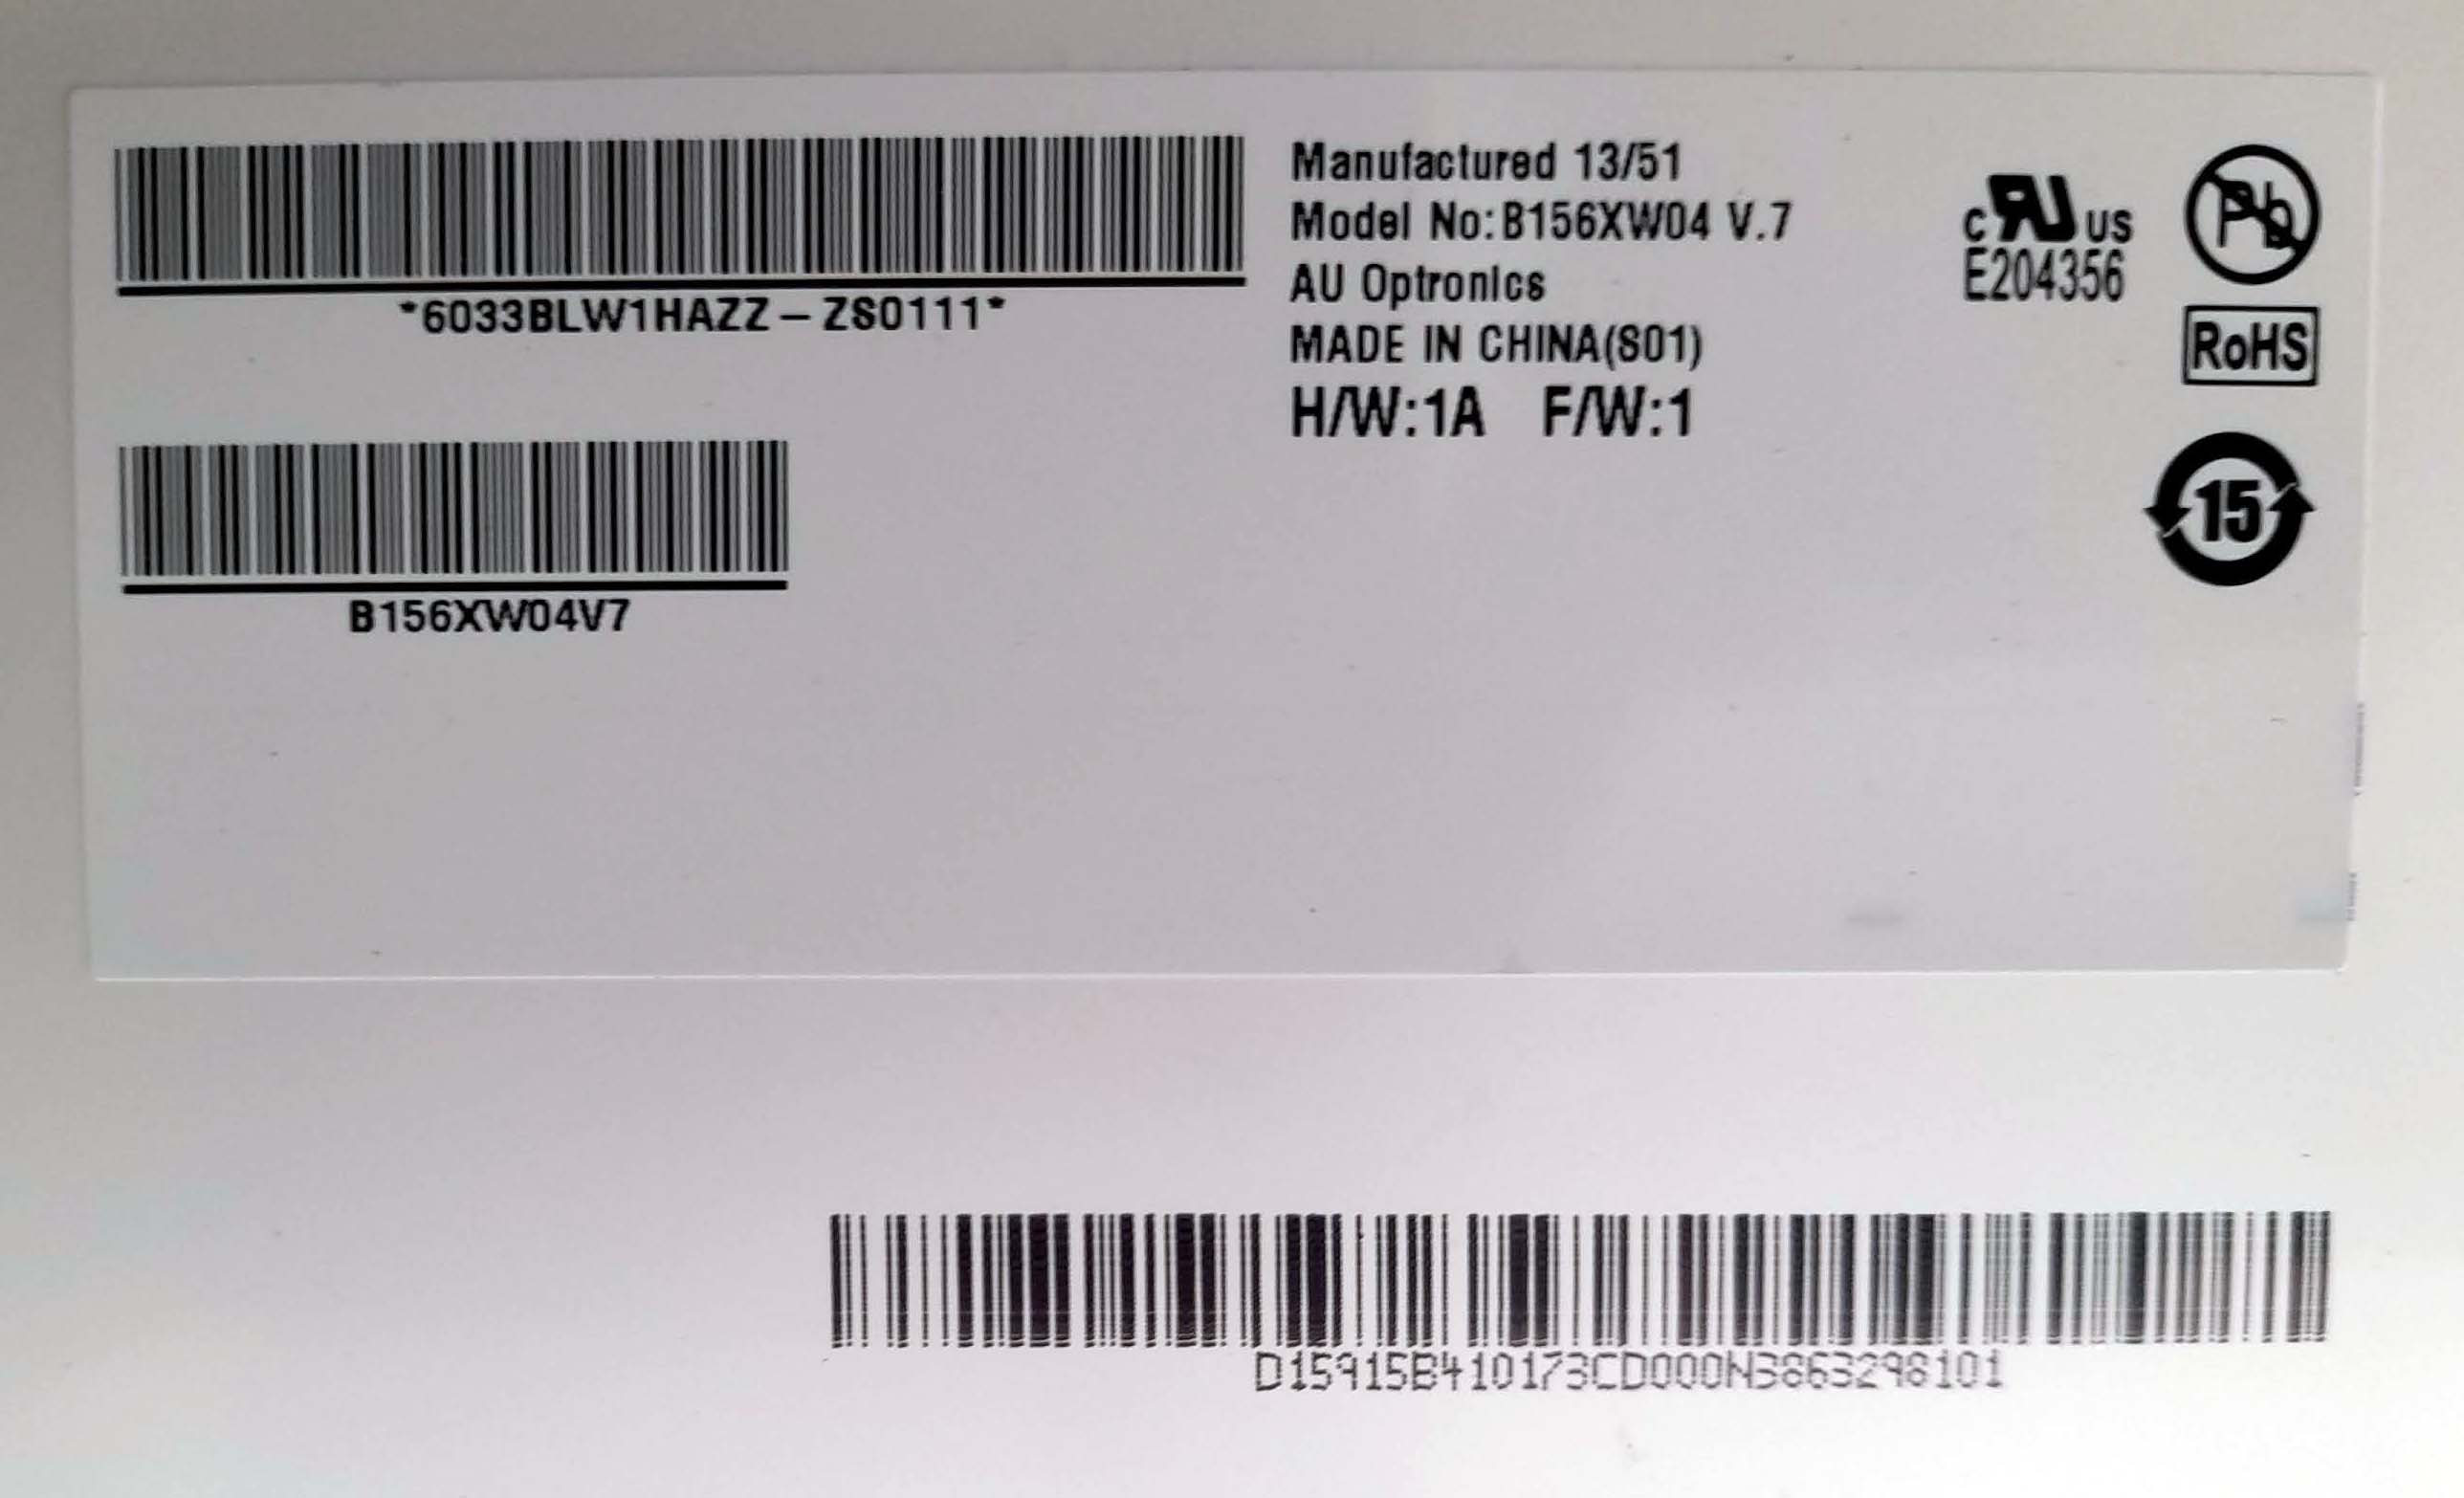 *6033BLW1HAZZ-ZS0111*
B156XW04V7
Manufactured 13/51
Model No:B156XW04 V.7
AU Optronics
MADE IN CHINA(S01)
H/W:1A F/W:1
c RU US
E204356
Pb
RoHS
15
D15915B410173CD000N3863298101